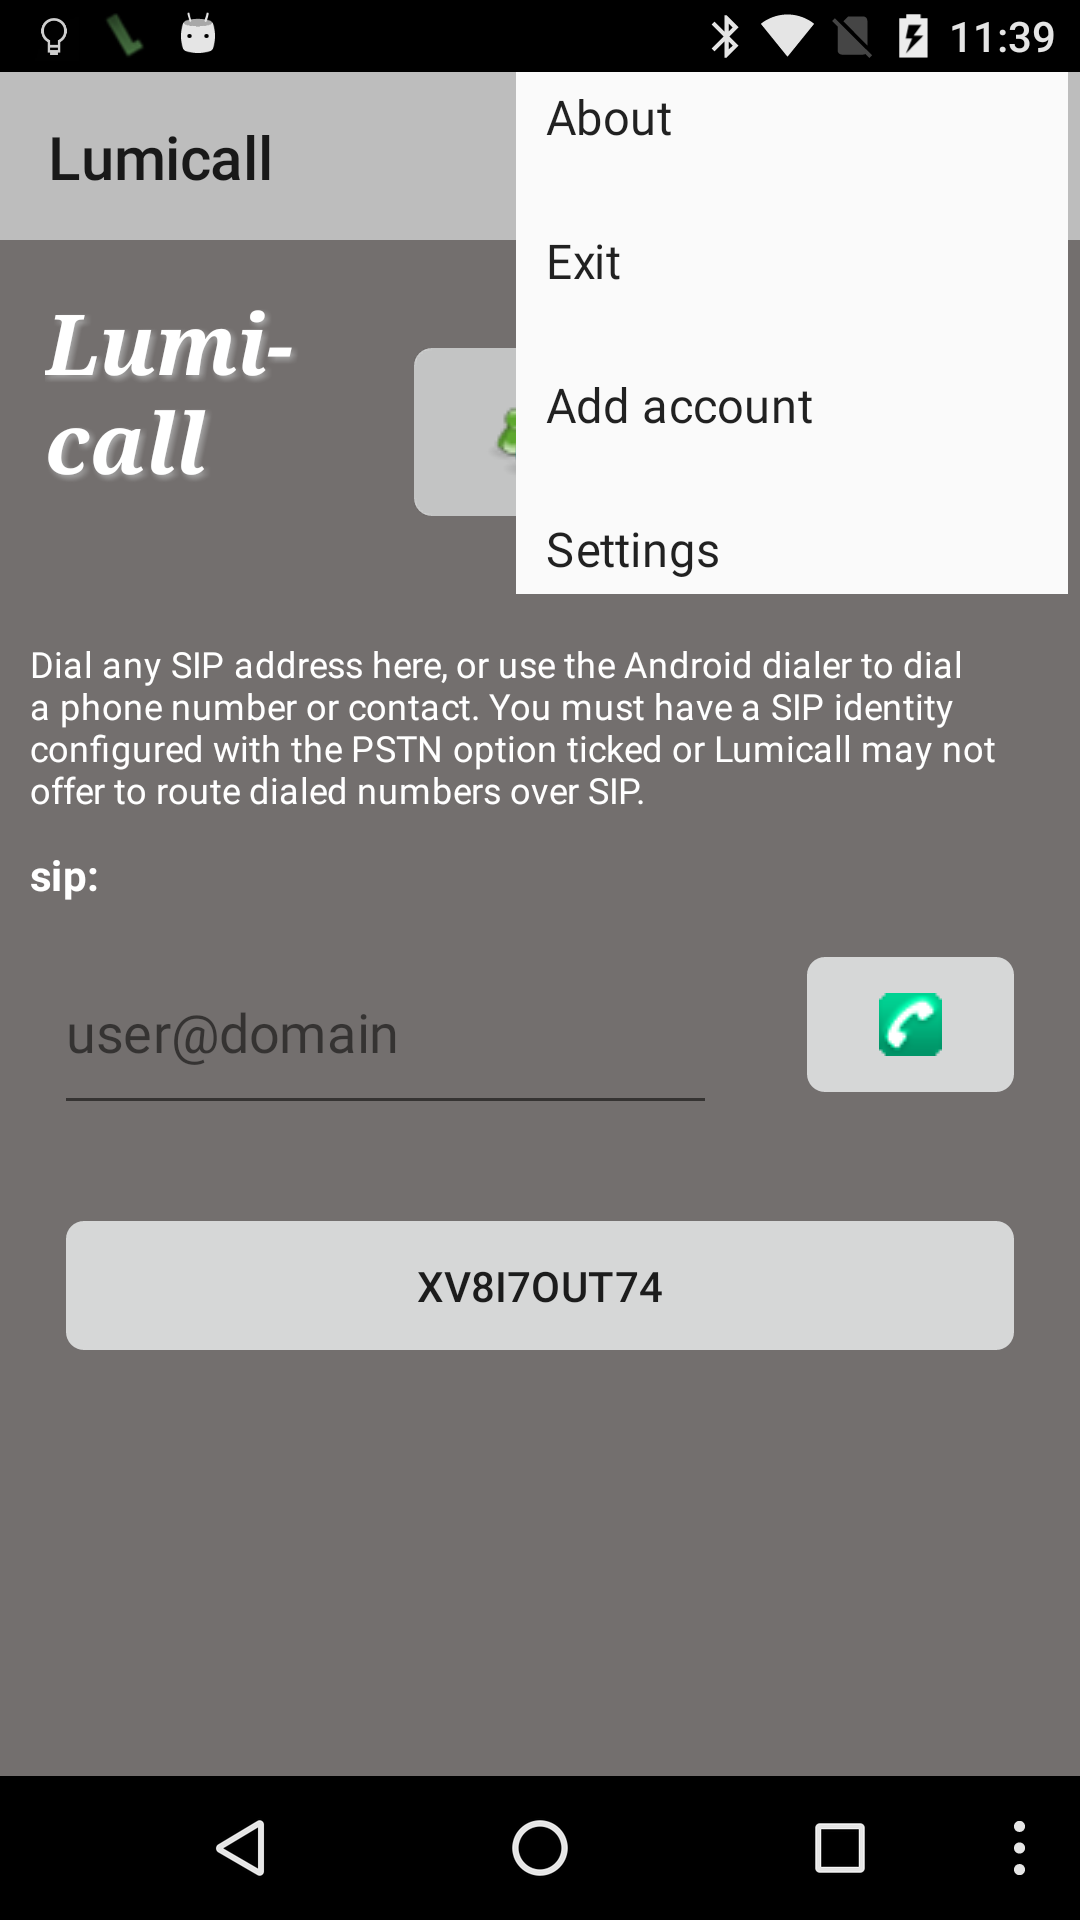 11:39
Lumicall
About
Exit
Add account
Settings
Lumi-
call
Dial any SIP address here, or use the Android dialer to dial
a phone number or contact. You must have a SIP identity
configured with the PSTN option ticked or Lumicall may not
offer to route dialed numbers over SIP.
sip:
user@domain
XV8I7OUT74